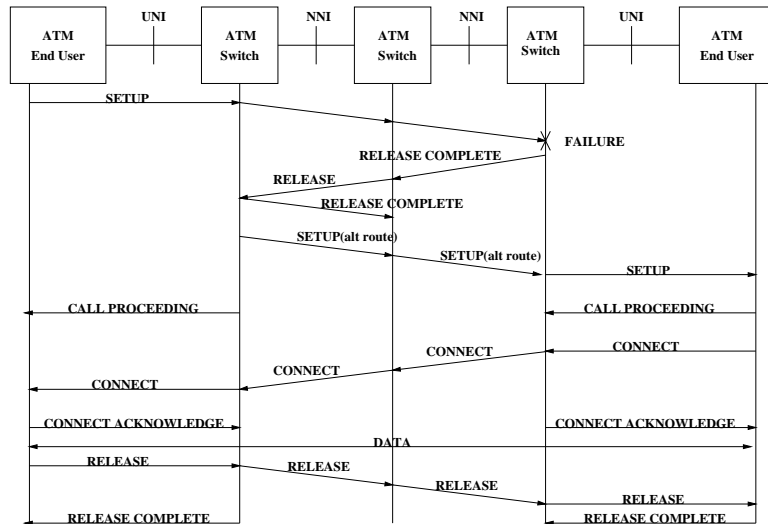 UNI NNI NNI UNI
ATM End User
ATM Switch
ATM Switch
ATM Switch
ATM End User
SETUP
FAILURE
RELEASE COMPLETE
RELEASE
RELEASE COMPLETE
SETUP(alt route)
SETUP(alt route)
SETUP
CALL PROCEEDING CALL PROCEEDING
CONNECT
CONNECT
CONNECT
CONNECT ACKNOWLEDGE CONNECT ACKNOWLEDGE
DATA
RELEASE
RELEASE
RELEASE
RELEASE
RELEASE COMPLETE RELEASE COMPLETE